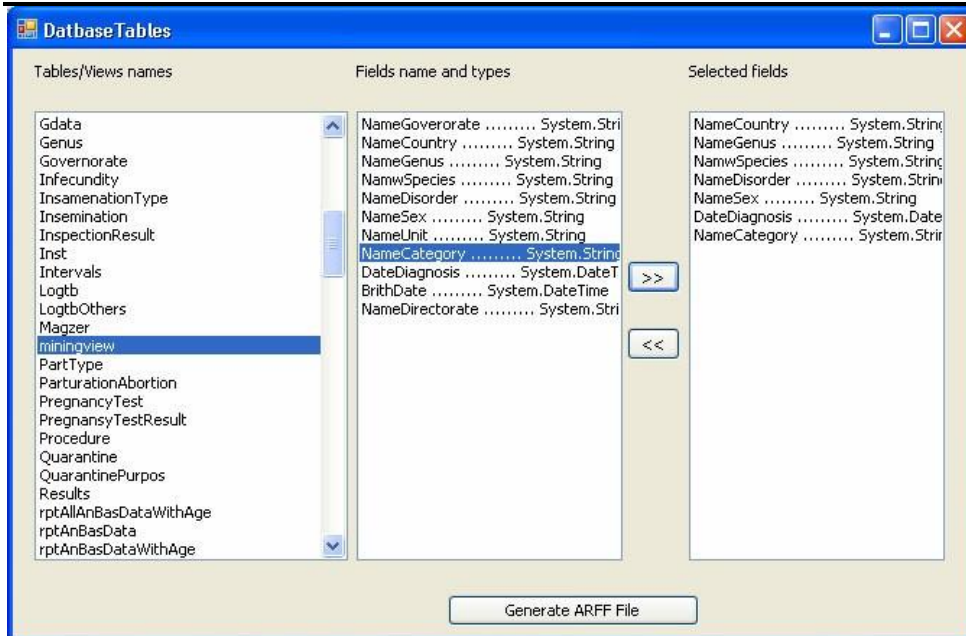 DatbaseTables
Tables/Views names
Fields name and types
Selected fields
Gdata
Genus
Governorate
Infecundity
InsamenationType
Insemination
InspectionResult
Inst
Intervals
Logtb
LogtbOthers
Magzer
miningview
PartType
ParturationAbortion
PregnancyTest
PregnansyTestResult
Procedure
Quarantine
QuarantinePurpos
Results
rptAllAnBasDataWithAge
rptAnBasData
rptAnBasDataWithAge
NameGoverorate ......... System.Stri
NameCountry ......... System.String
NameGenus ......... System.String
NamwSpecies ......... System.String
NameDisorder ......... System.String
NameSex ......... System.String
NameUnit ......... System.String
NameCategory ......... System.String
DateDiagnosis ......... System.DateT
BrithDate ......... System.DateTime
NameDirectorate ......... System.Stri
>>
<<
NameCountry ......... System.String
NameGenus ......... System.String
NamwSpecies ......... System.String
NameDisorder ......... System.Strin
NameSex ......... System.String
DateDiagnosis ......... System.Date
NameCategory ......... System.Strir
Generate ARFF File